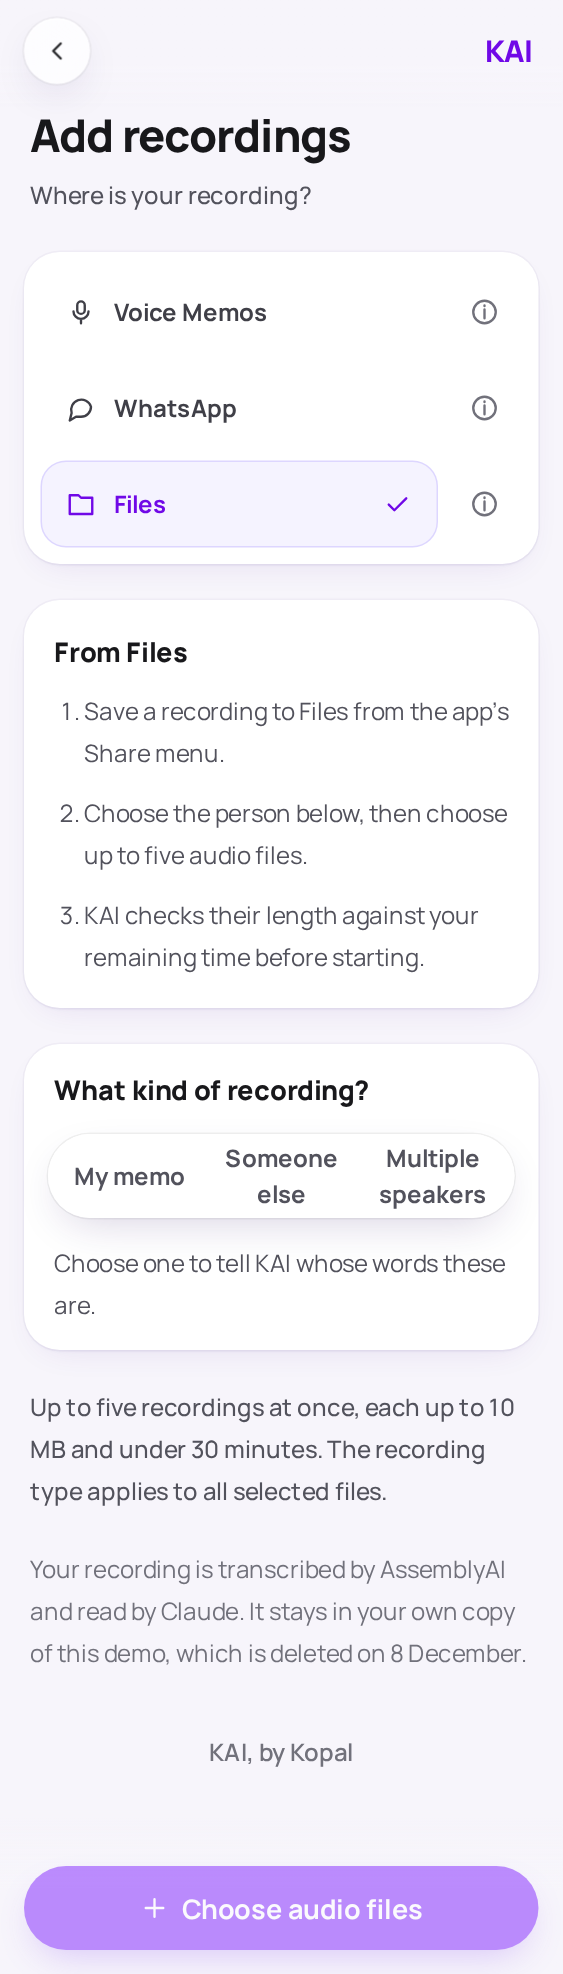 KAI
Add recordings
Where is your recording?
Voice Memos
WhatsApp
Files
From Files
1. Save a recording to Files from the app’s
Share menu.
2. Choose the person below, then choose
up to five audio files.
3. KAI checks their length against your
remaining time before starting.
What kind of recording?
My memo
Someone
else
Multiple
speakers
Choose one to tell KAI whose words these
are.
Up to five recordings at once, each up to 10
MB and under 30 minutes. The recording
type applies to all selected files.
Your recording is transcribed by AssemblyAI
and read by Claude. It stays in your own copy
of this demo, which is deleted on 8 December.
KAI, by Kopal
Choose audio files